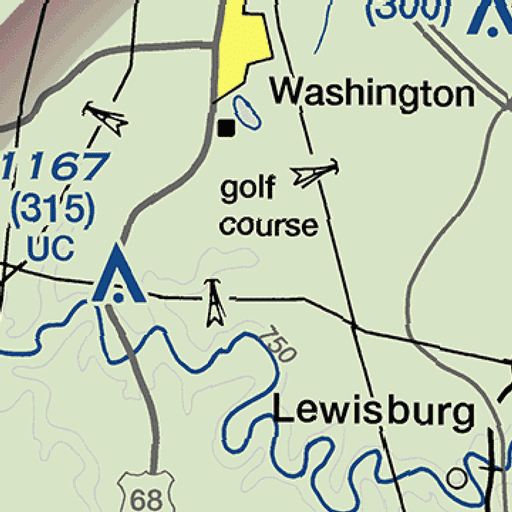 (300)
Washington
1167
(315)
UC
golf
course
750
Lewisburg
68